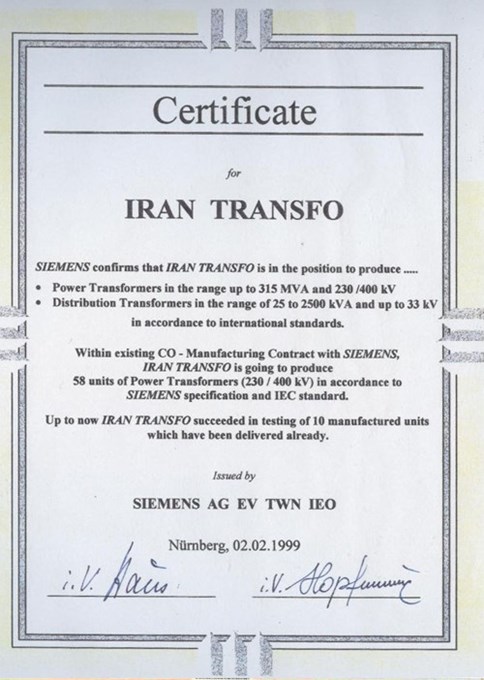 Certificate
for
IRAN TRANSFO
SIEMENS confirms that IRAN TRANSFO is in the position to produce .....
• Power Transformers in the range up to 315 MVA and 230 /400 kV
• Distribution Transformers in the range of 25 to 2500 kVA and up to 33 kV
in accordance to international standards.
Within existing CO - Manufacturing Contract with SIEMENS,
IRAN TRANSFO is going to produce
58 units of Power Transformers (230 / 400 kV) in accordance to
SIEMENS specification and IEC standard.
Up to now IRAN TRANSFO succeeded in testing of 10 manufactured units
which have been delivered already.
Issued by
SIEMENS AG EV TWN IEO
Nürnberg, 02.02.1999
i.V. i.V.